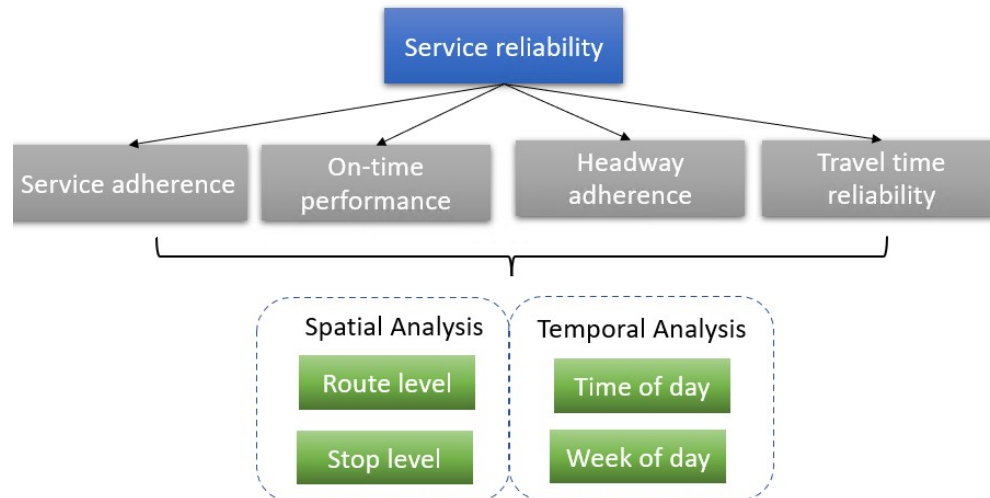 Service reliability
Service adherence
On-time
performance
Headway
adherence
Travel time
reliability
Spatial Analysis
Route level
Stop level
Temporal Analysis
Time of day
Week of day